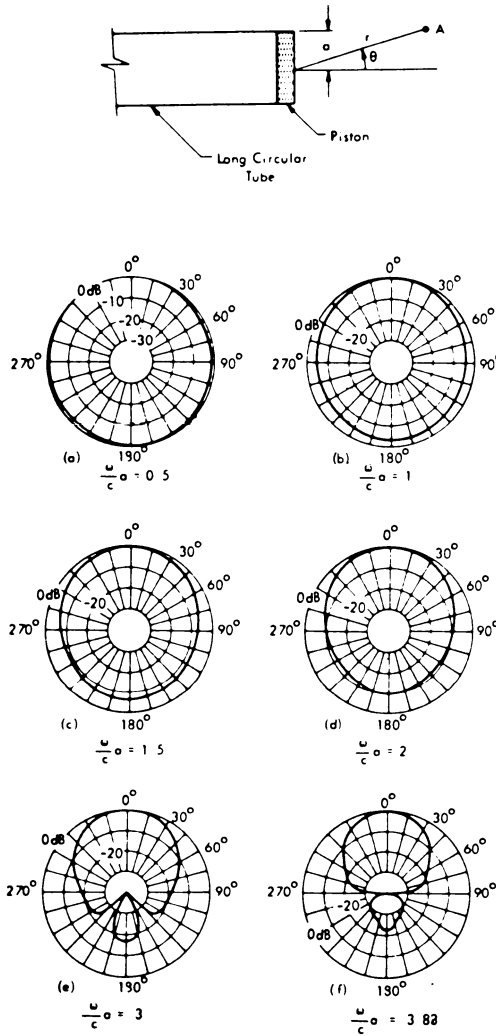 A
r
a
θ
Piston
Long Circular
Tube
0°
30°
60°
90°
0dB
-10
-20
-30
270°
190°
(a)
ω/c a = 0 5
0°
30°
60°
90°
0dB
-20
270°
180°
(b)
ω/c a = 1
0°
30°
60°
90°
0dB
-20
270°
180°
(c)
ω/c a = 1 5
0°
30°
60°
90°
0dB
-20
270°
180°
(d)
ω/c a = 2
0°
30°
60°
90°
0dB
-20
270°
190°
(e)
ω/c a = 3
0°
30°
60°
90°
0dB
-20
270°
180°
(f)
ω/c a = 3 83